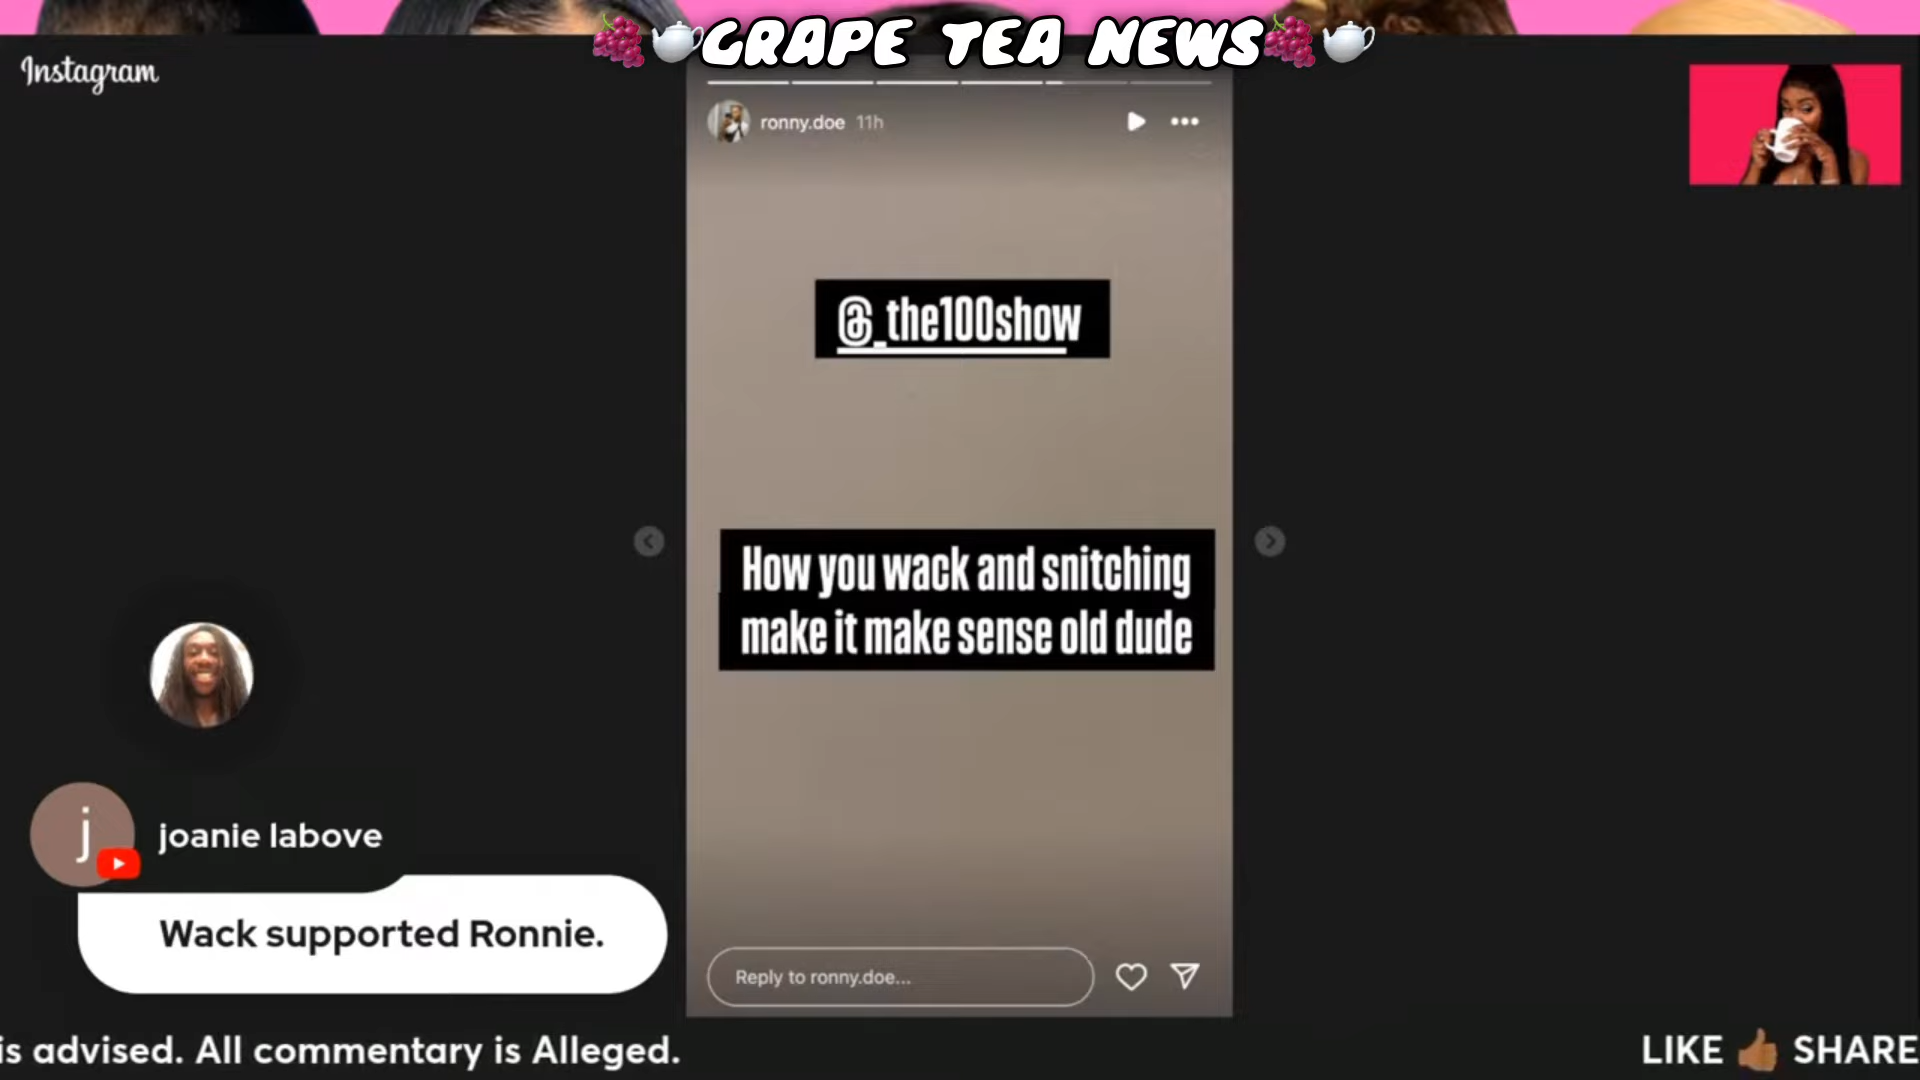 GRAPE TEA NEWS
Instagram
ronny.doe 11h
@_the100show
How you wack and snitching
make it make sense old dude
j
joanie labove
Wack supported Ronnie.
Reply to ronny.doe...
is advised. All commentary is Alleged.
LIKE 👍🏾 SHARE